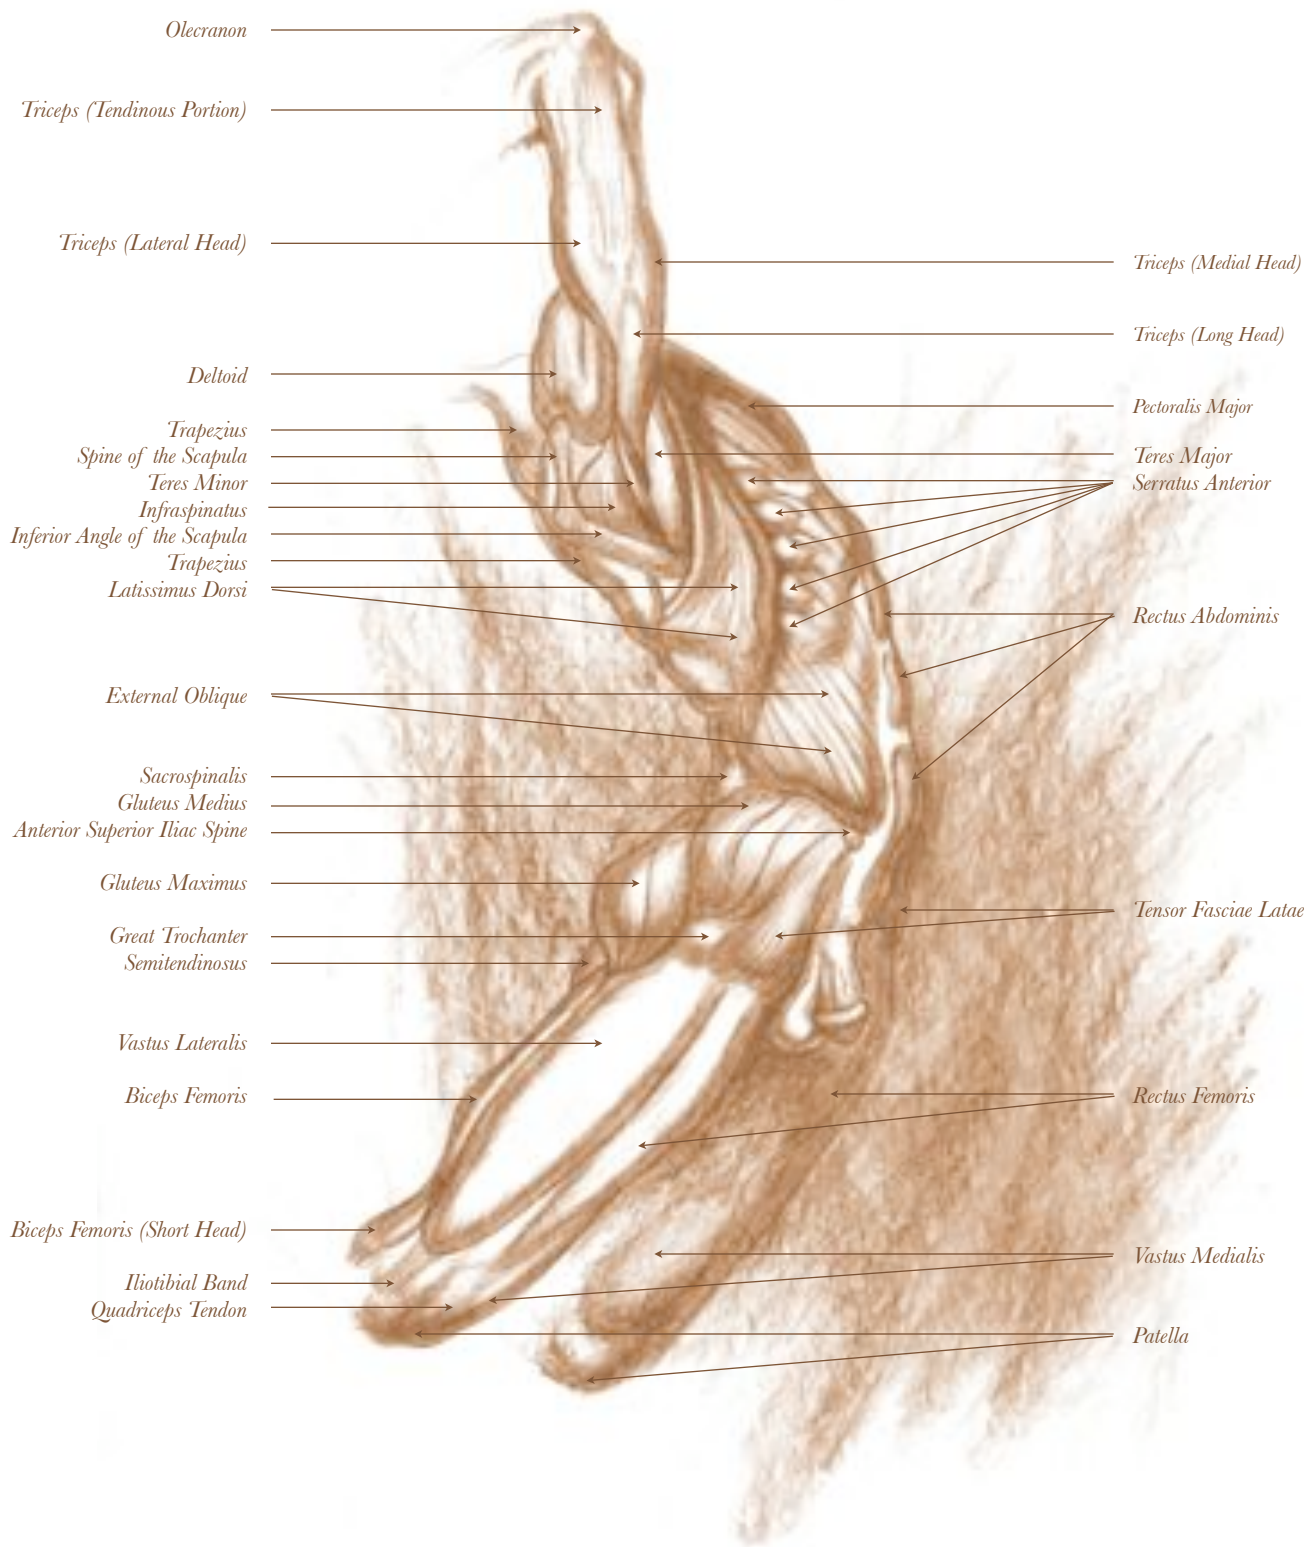 Olecranon
Triceps (Tendinous Portion)
Triceps (Lateral Head)
Deltoid
Trapezius
Spine of the Scapula
Teres Minor
Infraspinatus
Inferior Angle of the Scapula
Trapezius
Latissimus Dorsi
External Oblique
Sacrospinalis
Gluteus Medius
Anterior Superior Iliac Spine
Gluteus Maximus
Great Trochanter
Semitendinosus
Vastus Lateralis
Biceps Femoris
Biceps Femoris (Short Head)
Iliotibial Band
Quadriceps Tendon
Triceps (Medial Head)
Triceps (Long Head)
Pectoralis Major
Teres Major
Serratus Anterior
Rectus Abdominis
Tensor Fasciae Latae
Rectus Femoris
Vastus Medialis
Patella